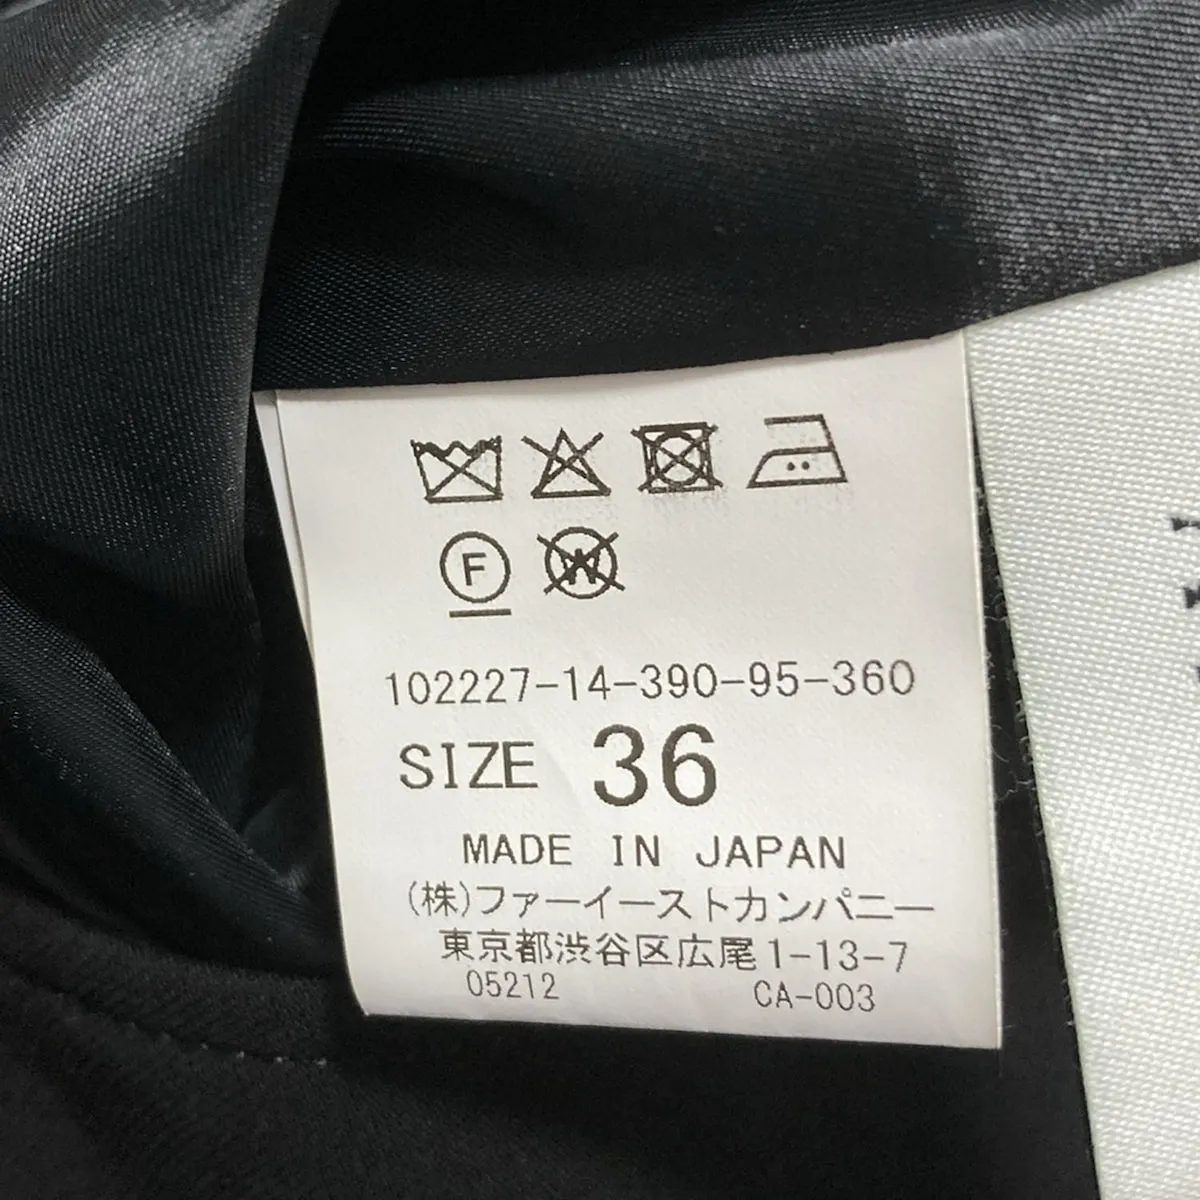 F
W
102227-14-390-95-360
SIZE 36
MADE IN JAPAN
(株)ファーイーストカンパニー
東京都渋谷区広尾1-13-7
05212 CA-003